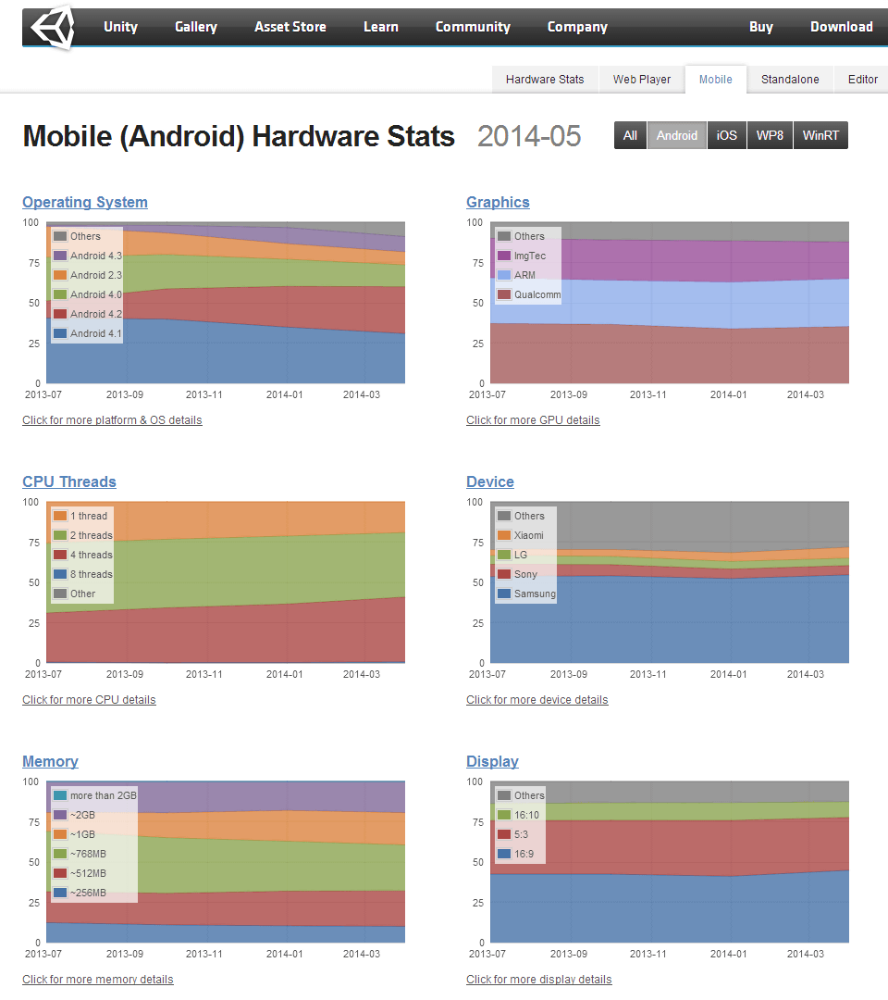 Unity Gallery Asset Store Learn Community Company Buy Download
Hardware Stats Web Player Mobile Standalone Editor
Mobile (Android) Hardware Stats 2014-05
All Android iOS WP8 WinRT
Operating System
100
75
50
25
0
Others
Android 4.3
Android 2.3
Android 4.0
Android 4.2
Android 4.1
2013-07 2013-09 2013-11 2014-01 2014-03
Click for more platform & OS details
Graphics
100
75
50
25
0
Others
ImgTec
ARM
Qualcomm
2013-07 2013-09 2013-11 2014-01 2014-03
Click for more GPU details
CPU Threads
100
75
50
25
0
1 thread
2 threads
4 threads
8 threads
Other
2013-07 2013-09 2013-11 2014-01 2014-03
Click for more CPU details
Device
100
75
50
25
0
Others
Xiaomi
LG
Sony
Samsung
2013-07 2013-09 2013-11 2014-01 2014-03
Click for more device details
Memory
100
75
50
25
0
more than 2GB
~2GB
~1GB
~768MB
~512MB
~256MB
2013-07 2013-09 2013-11 2014-01 2014-03
Click for more memory details
Display
100
75
50
25
0
Others
16:10
5:3
16:9
2013-07 2013-09 2013-11 2014-01 2014-03
Click for more display details